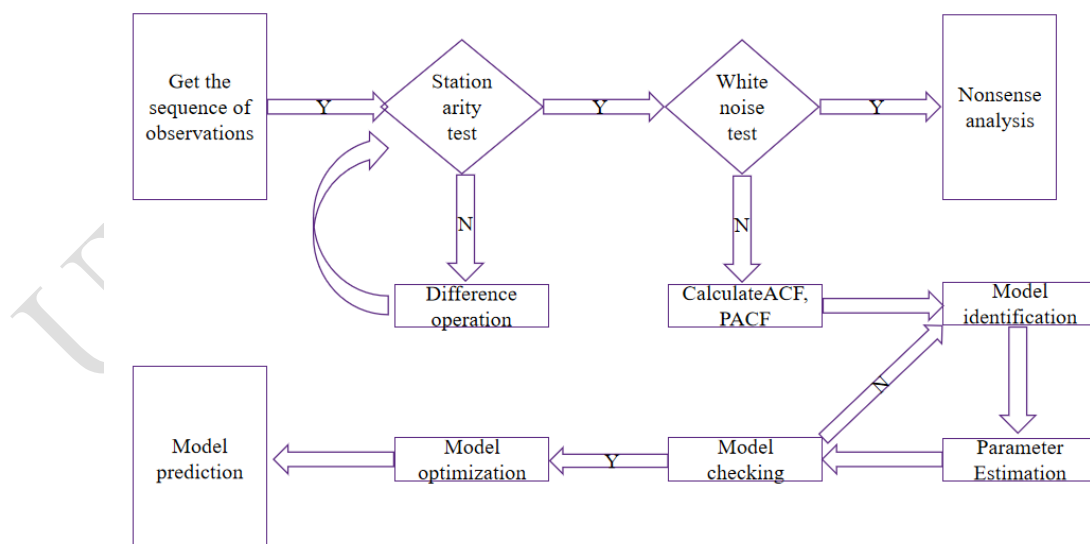 Get the
sequence of
observations
Y
Station
arity
test
Y
White
noise
test
Y
Nonsense
analysis
N
N
Difference
operation
CalculateACF,
PACF
Model
identification
N
Model
prediction
Model
optimization
Y
Model
checking
Parameter
Estimation